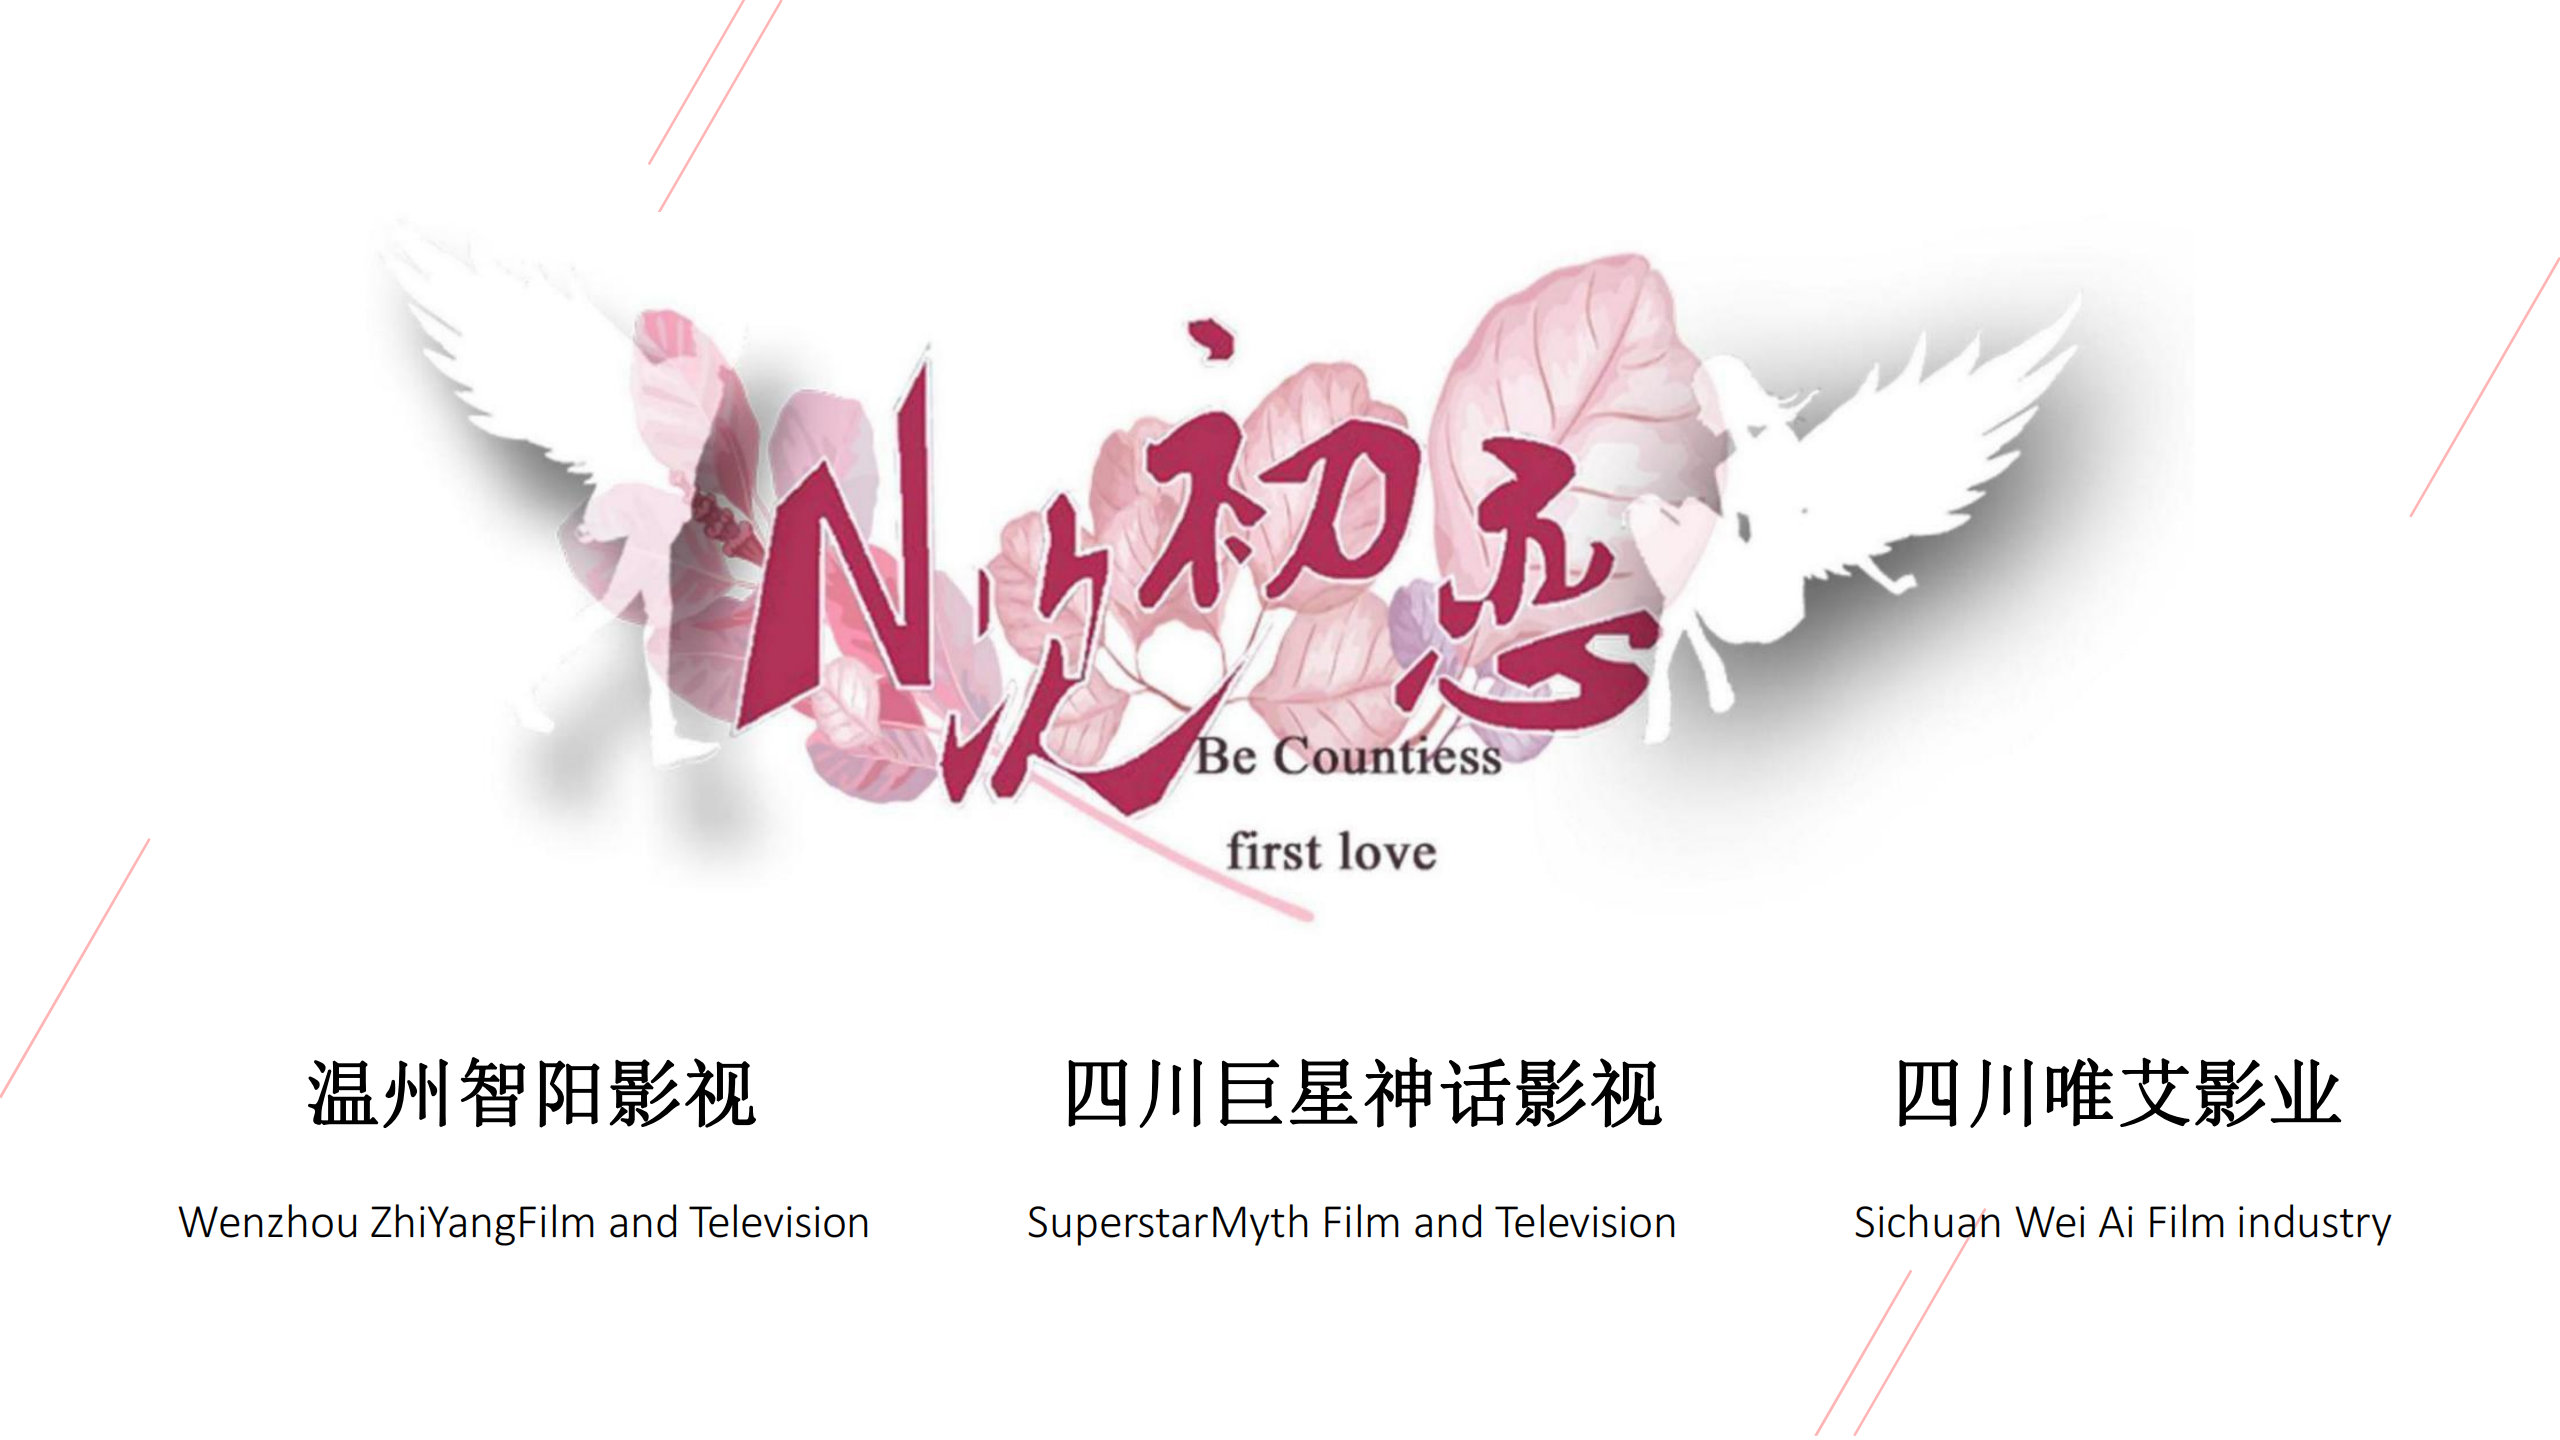 N次初恋
Be Countiess
first love
温州智阳影视
四川巨星神话影视
四川唯艾影业
Wenzhou ZhiYangFilm and Television
SuperstarMyth Film and Television
Sichuan Wei Ai Film industry